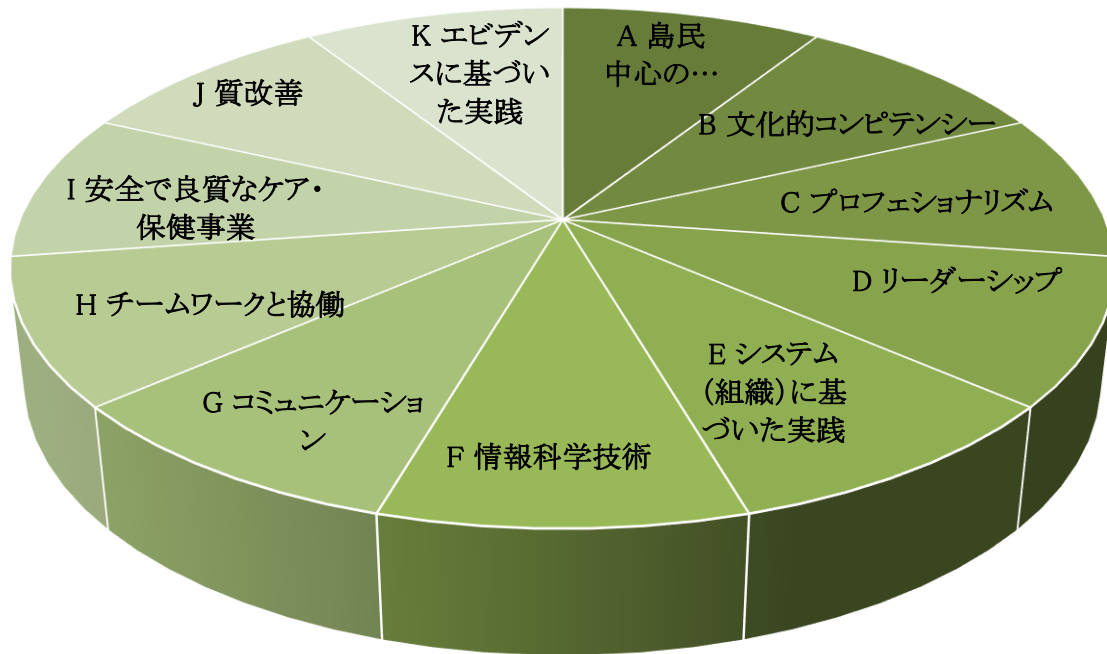 A 島民
中心の…
B 文化的コンピテンシー
C プロフェショナリズム
D リーダーシップ
E システム
（組織）に基
づいた実践
F 情報科学技術
G コミュニケーショ
ン
H チームワークと協働
I 安全で良質なケア・
保健事業
J 質改善
K エビデン
スに基づい
た実践